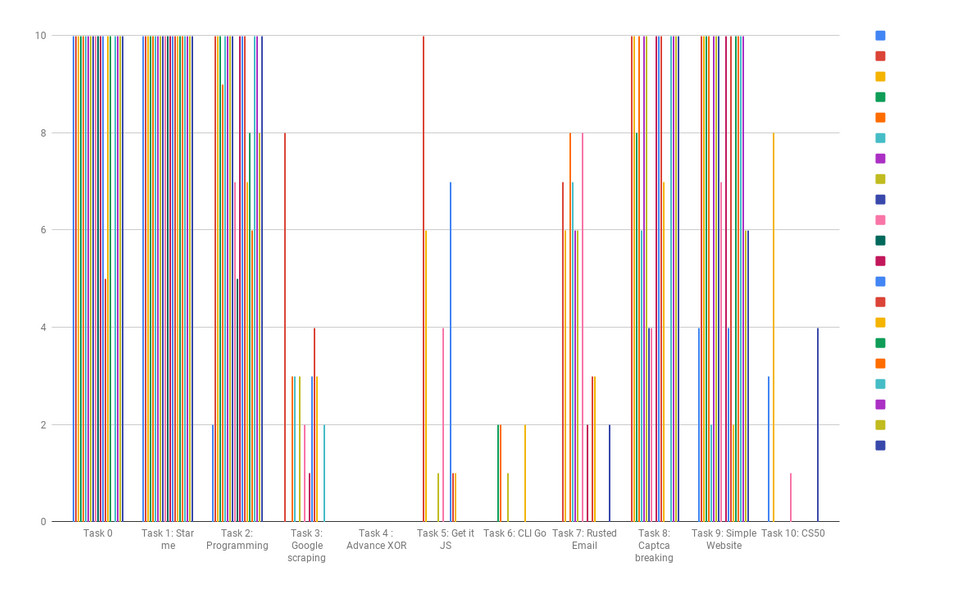 10
8
6
4
2
0
Task 0
Task 1: Star
me
Task 2:
Programming
Task 3:
Google
scraping
Task 4 :
Advance XOR
Task 5: Get it
JS
Task 6: CLI Go
Task 7: Rusted
Email
Task 8:
Captca
breaking
Task 9: Simple
Website
Task 10: CS50